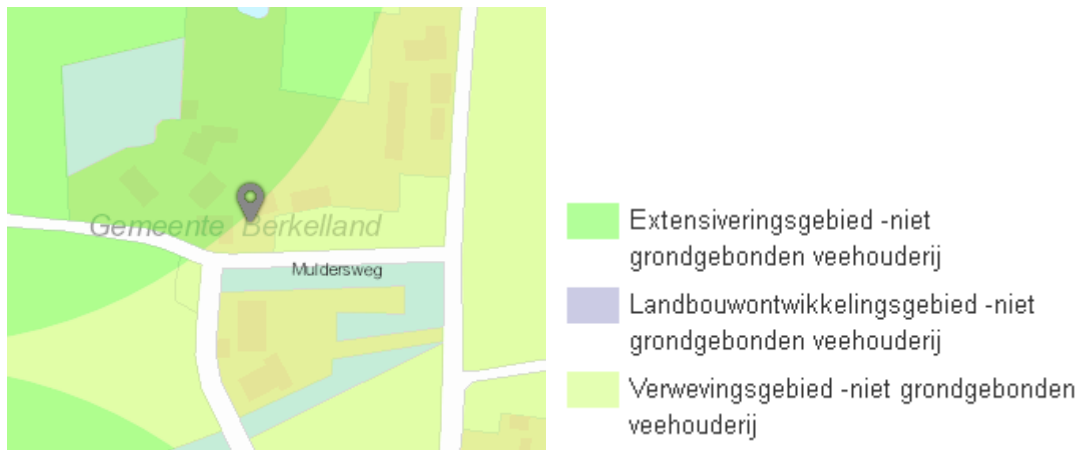 Gemeente Berkelland
Muldersweg
Extensiveringsgebied -niet
grondgebonden veehouderij
Landbouwontwikkelingsgebied -niet
grondgebonden veehouderij
Verwevingsgebied -niet grondgebonden
veehouderij